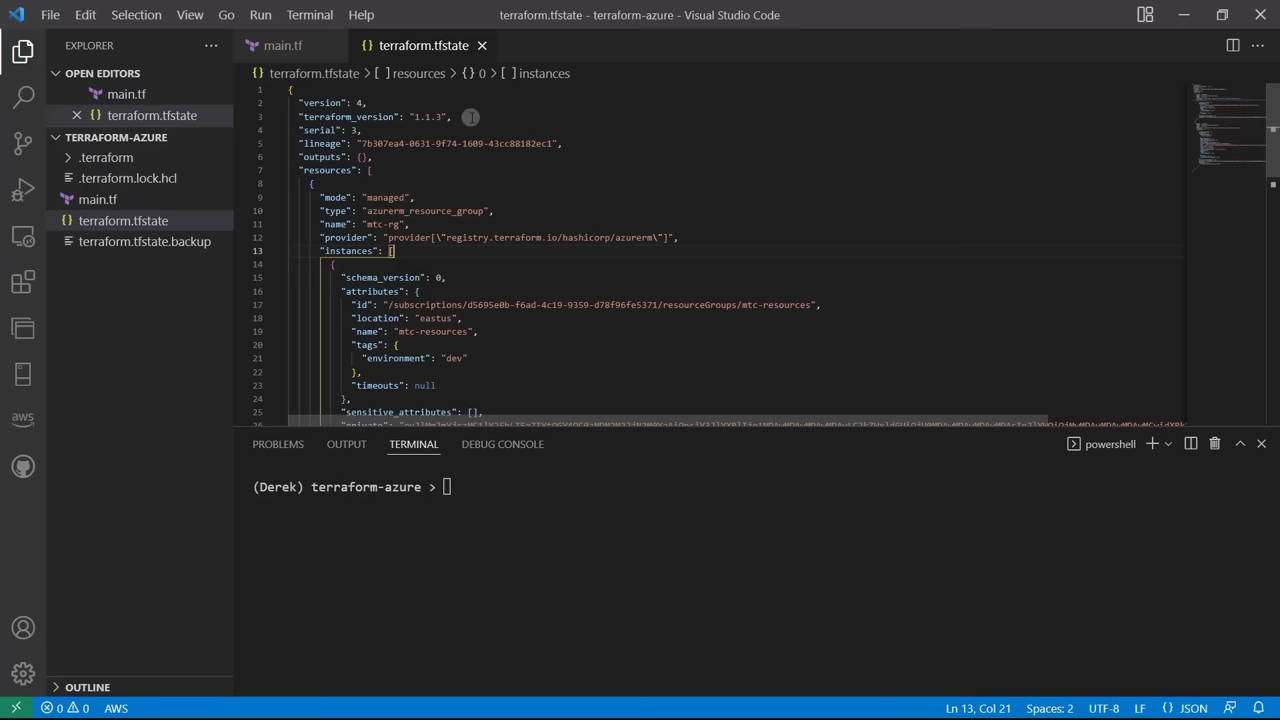 File Edit Selection View Go Run Terminal Help
terraform.tfstate - terraform-azure - Visual Studio Code
EXPLORER
OPEN EDITORS
main.tf
terraform.tfstate
TERRAFORM-AZURE
.terraform
.terraform.lock.hcl
main.tf
terraform.tfstate
terraform.tfstate.backup
OUTLINE
aws
main.tf
{} terraform.tfstate
{} terraform.tfstate > [ ] resources > {} 0 > [ ] instances
1 {
2 "version": 4,
3 "terraform_version": "1.1.3",
4 "serial": 3,
5 "lineage": "7b307ea4-0631-9f74-1609-43cc88182ec1",
6 "outputs": {},
7 "resources": [
8 {
9 "mode": "managed",
10 "type": "azurerm_resource_group",
11 "name": "mtc-rg",
12 "provider": "provider[\"registry.terraform.io/hashicorp/azurerm\"]",
13 "instances": [
14 {
15 "schema_version": 0,
16 "attributes": {
17 "id": "/subscriptions/d5695e0b-f6ad-4c19-9359-d78f96fe5371/resourceGroups/mtc-resources",
18 "location": "eastus",
19 "name": "mtc-resources",
20 "tags": {
21 "environment": "dev"
22 },
23 "timeouts": null
24 },
25 "sensitive_attributes": [],
PROBLEMS OUTPUT TERMINAL DEBUG CONSOLE
powershell
(Derek) terraform-azure >
0 0 AWS
Ln 13, Col 21 Spaces: 2 UTF-8 LF {} JSON